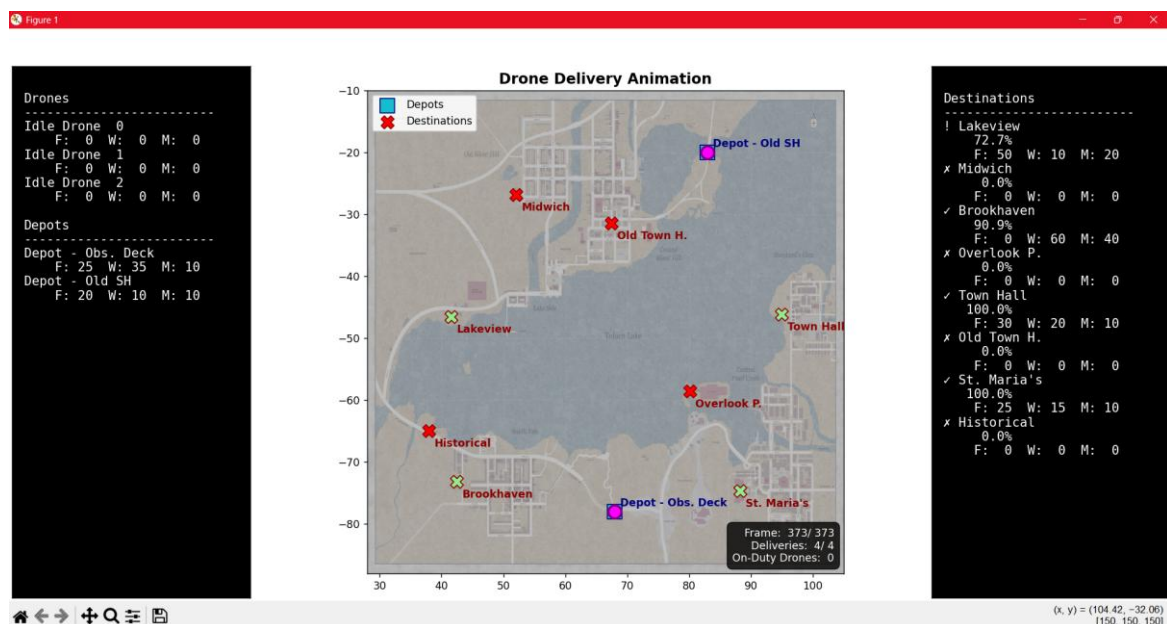 Figure 1
Drones
---------------------------
Idle Drone 0
F: 0 W: 0 M: 0
Idle Drone 1
F: 0 W: 0 M: 0
Idle Drone 2
F: 0 W: 0 M: 0
Depots
---------------------------
Depot - Obs. Deck
F: 25 W: 35 M: 10
Depot - Old SH
F: 20 W: 10 M: 10
Drone Delivery Animation
Depots
Destinations
−10
−20
−30
−40
−50
−60
−70
−80
30 40 50 60 70 80 90 100
Depot - Old SH
Midwich
Old Town H.
Lakeview
Town Hall
Overlook P.
Historical
Brookhaven
Depot - Obs. Deck
St. Maria's
Frame: 373/ 373
Deliveries: 4/ 4
On-Duty Drones: 0
Destinations
---------------------------
! Lakeview
72.7%
F: 50 W: 10 M: 20
✗ Midwich
0.0%
F: 0 W: 0 M: 0
✓ Brookhaven
90.9%
F: 0 W: 60 M: 40
✗ Overlook P.
0.0%
F: 0 W: 0 M: 0
✓ Town Hall
100.0%
F: 30 W: 20 M: 10
✗ Old Town H.
0.0%
F: 0 W: 0 M: 0
✓ St. Maria's
100.0%
F: 25 W: 15 M: 10
✗ Historical
0.0%
F: 0 W: 0 M: 0
(x, y) = (104.42, −32.06)
[150, 150, 150]